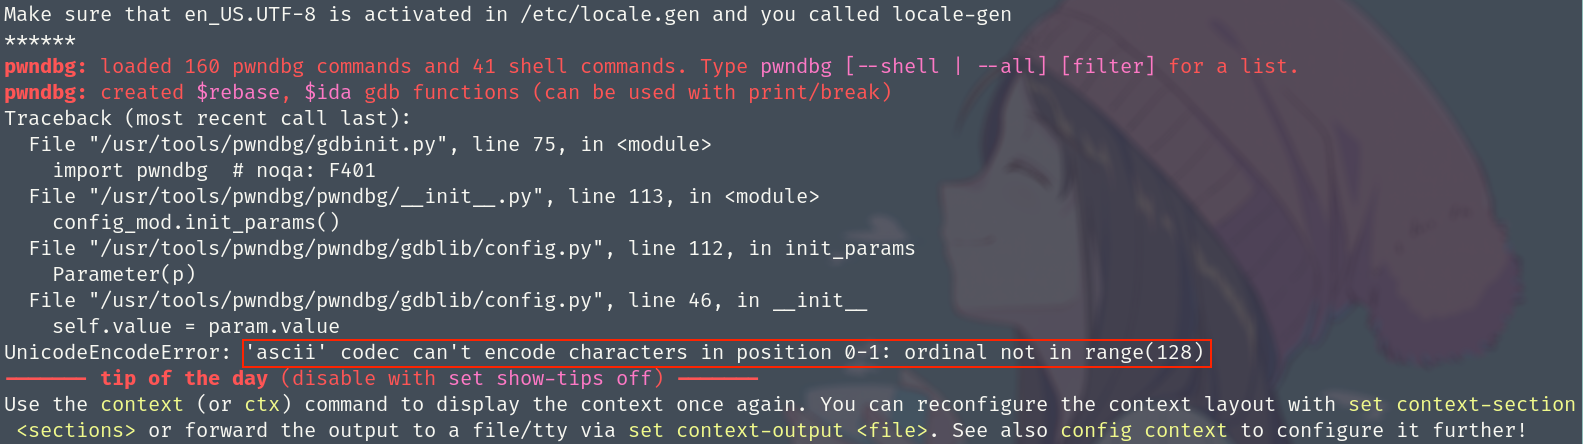 Make sure that en_US.UTF-8 is activated in /etc/locale.gen and you called locale-gen
******
pwndbg: loaded 160 pwndbg commands and 41 shell commands. Type pwndbg [--shell | --all] [filter] for a list.
pwndbg: created $rebase, $ida gdb functions (can be used with print/break)
Traceback (most recent call last):
  File "/usr/tools/pwndbg/gdbinit.py", line 75, in <module>
    import pwndbg  # noqa: F401
  File "/usr/tools/pwndbg/pwndbg/__init__.py", line 113, in <module>
    config_mod.init_params()
  File "/usr/tools/pwndbg/pwndbg/gdblib/config.py", line 112, in init_params
    Parameter(p)
  File "/usr/tools/pwndbg/pwndbg/gdblib/config.py", line 46, in __init__
    self.value = param.value
UnicodeEncodeError: 'ascii' codec can't encode characters in position 0-1: ordinal not in range(128)
——————— tip of the day (disable with set show-tips off) ———————
Use the context (or ctx) command to display the context once again. You can reconfigure the context layout with set context-section
 <sections> or forward the output to a file/tty via set context-output <file>. See also config context to configure it further!